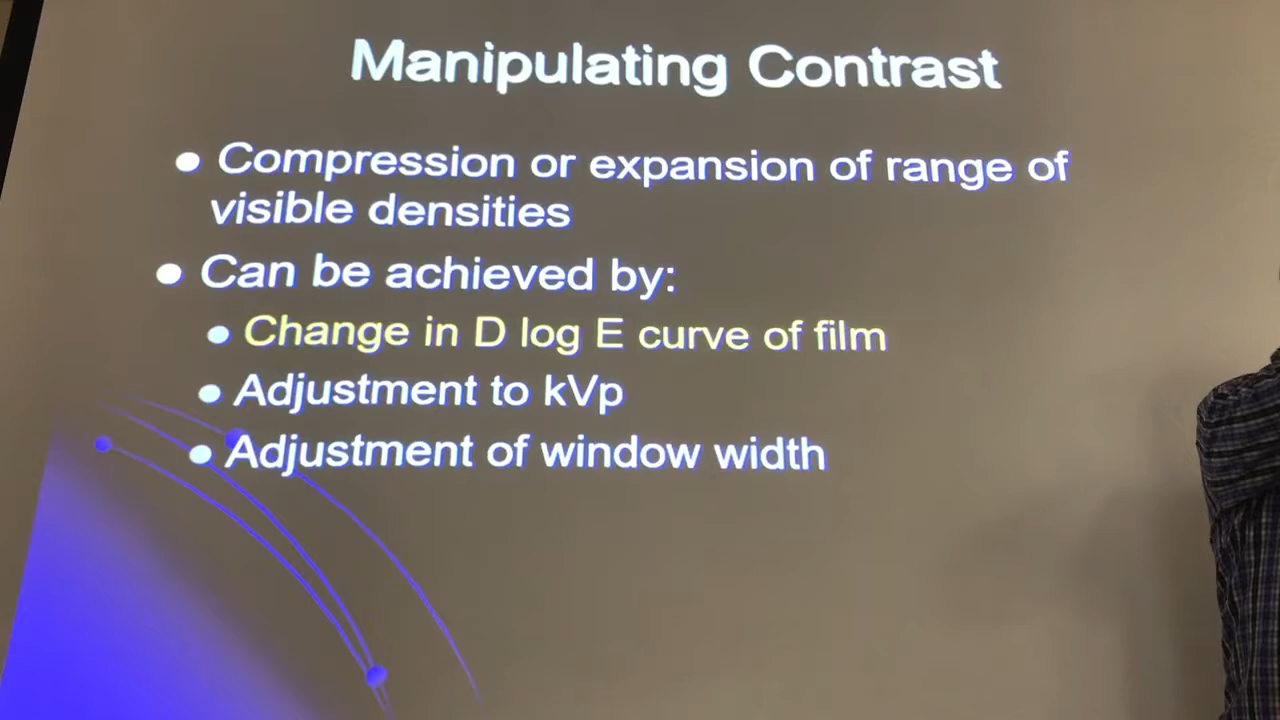 Manipulating Contrast
Compression or expansion of range of
visible densities
Can be achieved by:
Change in D log E curve of film
Adjustment to kVp
Adjustment of window width